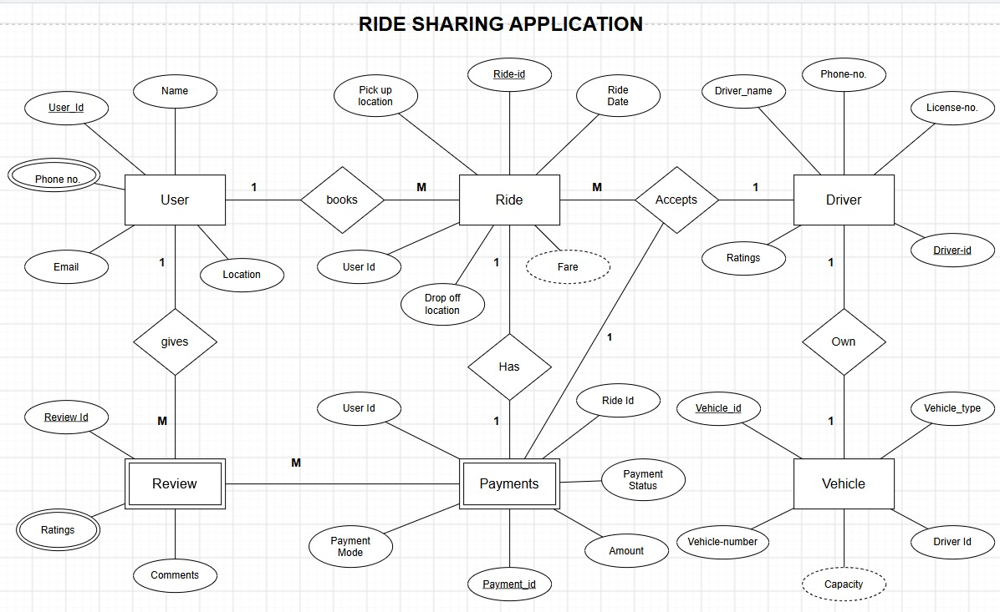 RIDE SHARING APPLICATION
Ride-id
Phone-no.
Name
Pick up
location
Ride
Date
Driver_name
User_Id
License-no.
Phone no.
1
M
M
1
User
books
Ride
Accepts
Driver
Email
1
Location
User Id
1
Fare
Ratings
1
Driver-id
Drop off
location
1
gives
Has
Own
Review Id
M
User Id
1
Ride Id
Vehicle_id
1
Vehicle_type
M
Review
Payments
Payment
Status
Vehicle
Ratings
Payment
Mode
Amount
Vehicle-number
Driver Id
Comments
Payment_id
Capacity